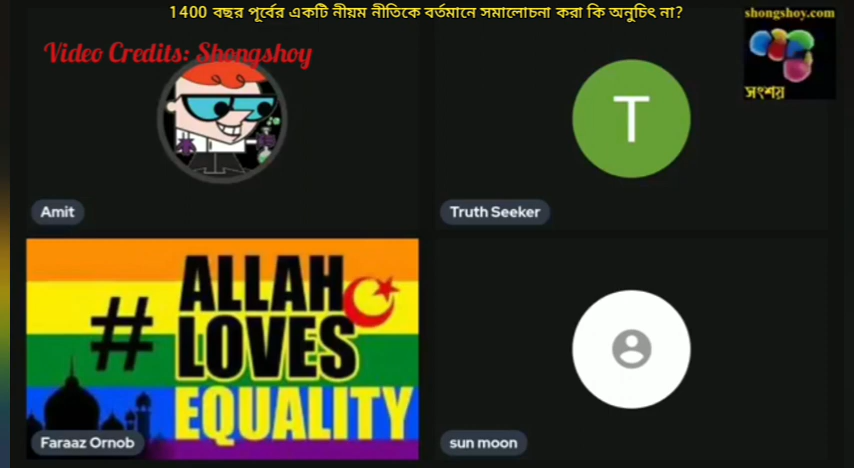 1400 বছর পূর্বের একটি নীয়ম নীতিকে বর্তমানে সমালোচনা করা কি অনুচিৎ না?
shongshoy.com
Video Credits: Shongshoy
T
সংশয়
Amit
Truth Seeker
# ALLAH
LOVES
EQUALITY
Faraaz Ornob
sun moon